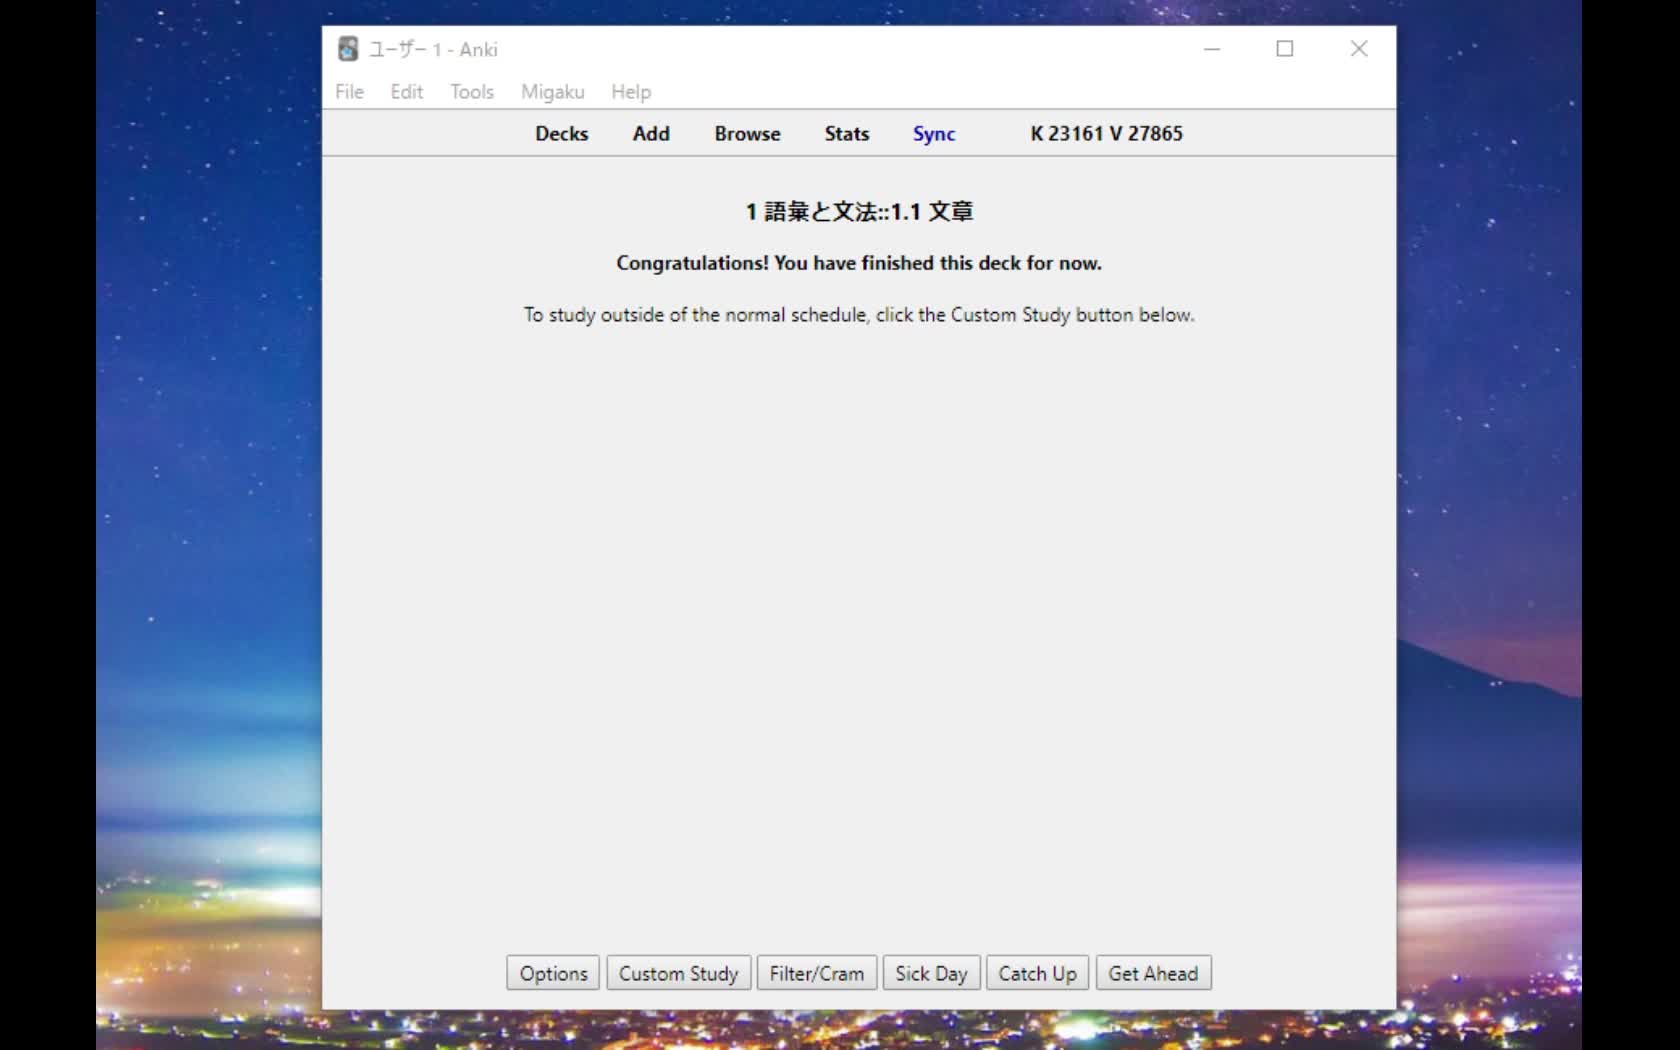 ユーザー 1 - Anki
File Edit Tools Migaku Help
Decks Add Browse Stats Sync K 23161 V 27865
1 語彙と文法::1.1 文章
Congratulations! You have finished this deck for now.
To study outside of the normal schedule, click the Custom Study button below.
Options Custom Study Filter/Cram Sick Day Catch Up Get Ahead